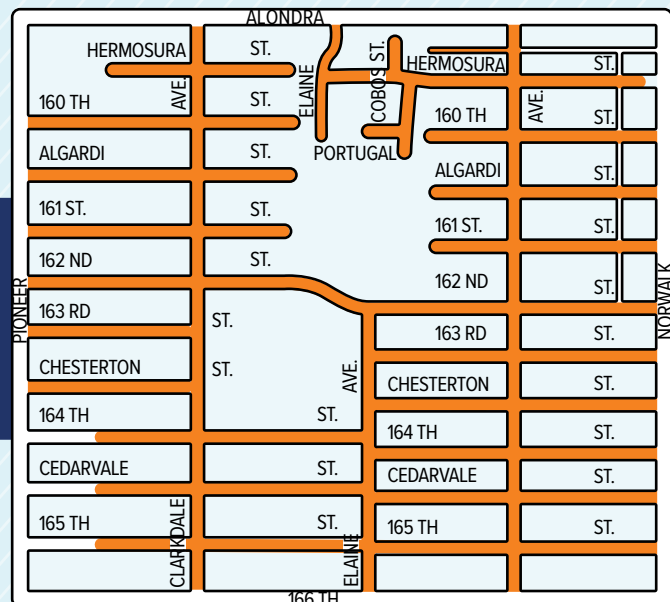 ALONDRA
HERMOSURA ST. HERMOSURA ST.
AVE. ELAINE COBOS ST. AVE.
160 TH ST. 160 TH ST.
PORTUGAL
ALGARDI ST. ALGARDI ST.
161 ST. ST. 161 ST. ST.
162 ND ST. 162 ND ST.
PIONEER NORWALK
163 RD ST. 163 RD ST.
CHESTERTON ST. AVE. CHESTERTON ST.
164 TH ST. 164 TH ST.
CEDARVALE ST. CEDARVALE ST.
165 TH ST. 165 TH ST.
CLARKDALE ELAINE
166 TH